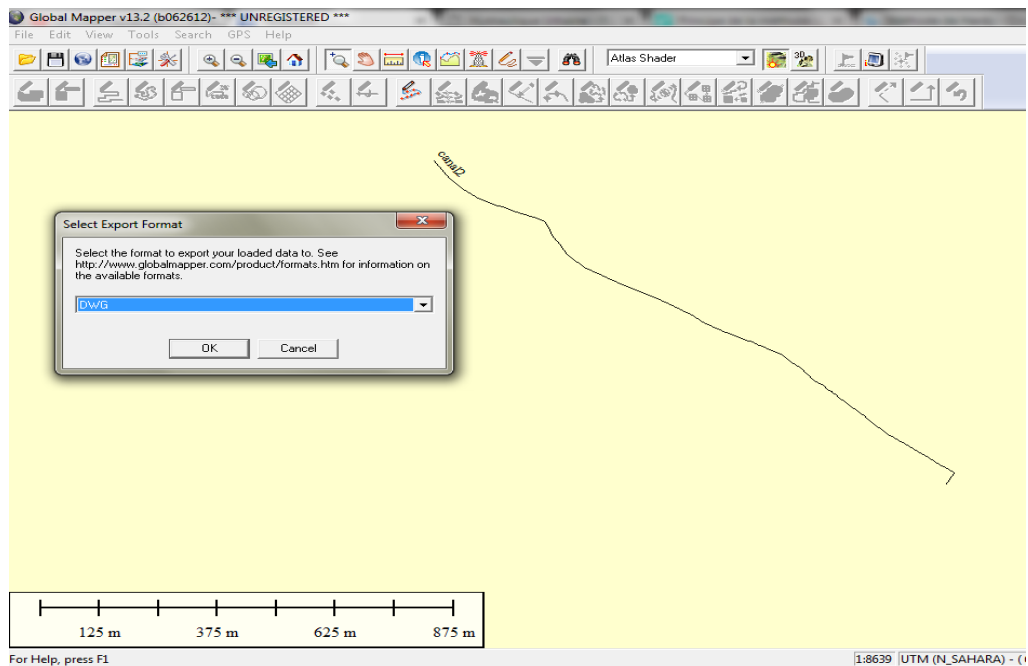 Global Mapper v13.2 (b062612)- *** UNREGISTERED ***
File Edit View Tools Search GPS Help
Atlas Shader
3D
canal2
Select Export Format
Select the format to export your loaded data to. See
http://www.globalmapper.com/product/formats.htm for information on
the available formats.
DWG
OK Cancel
125 m 375 m 625 m 875 m
For Help, press F1
1:8639 UTM (N_SAHARA) - (